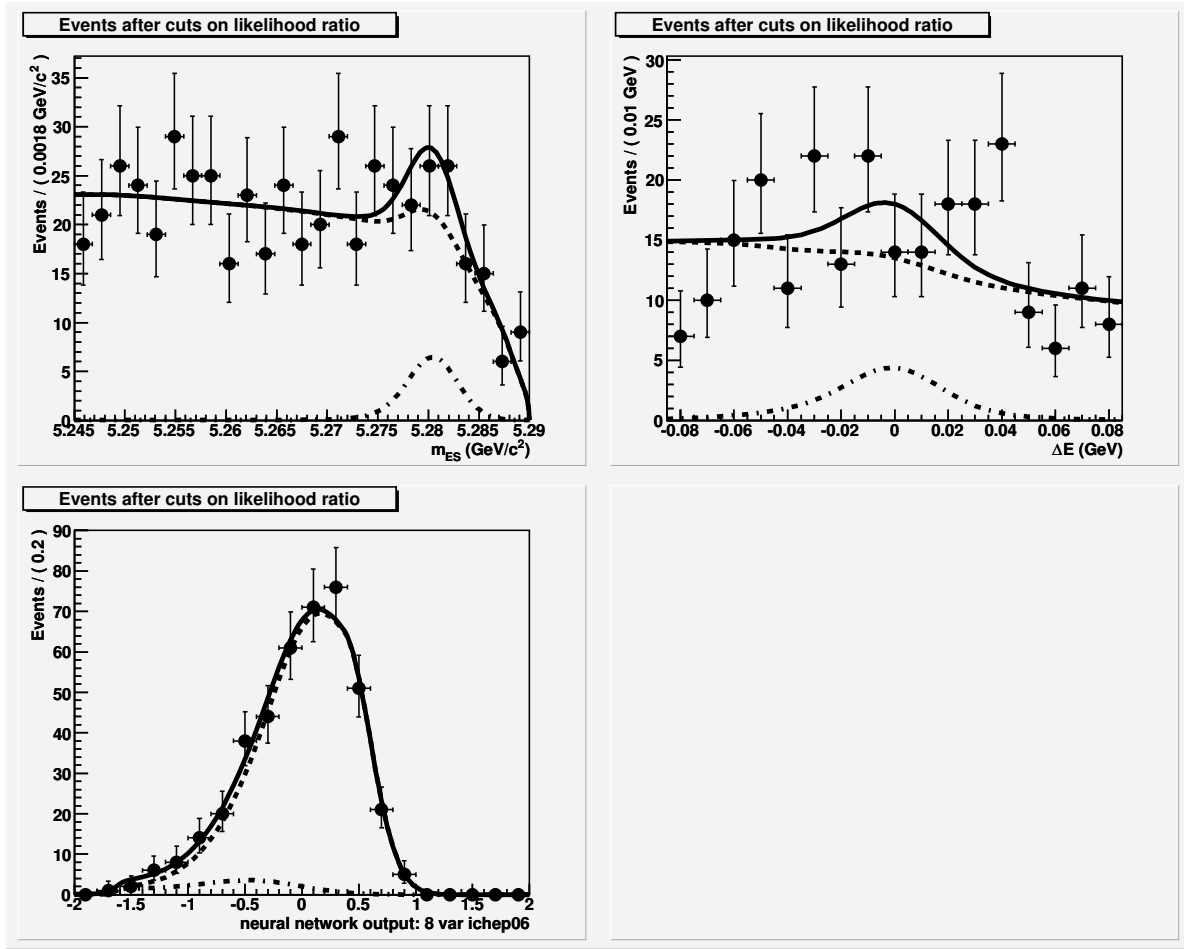 Events after cuts on likelihood ratio
Events / ( 0.0018 GeV/c² )
35
30
25
20
15
10
5
0
5.245 5.25 5.255 5.26 5.265 5.27 5.275 5.28 5.285 5.29
m_ES (GeV/c²)
Events after cuts on likelihood ratio
Events / ( 0.01 GeV )
30
25
20
15
10
5
0
-0.08 -0.06 -0.04 -0.02 0 0.02 0.04 0.06 0.08
ΔE (GeV)
Events after cuts on likelihood ratio
Events / ( 0.2 )
90
80
70
60
50
40
30
20
10
0
-2 -1.5 -1 -0.5 0 0.5 1 1.5 2
neural network output: 8 var ichep06